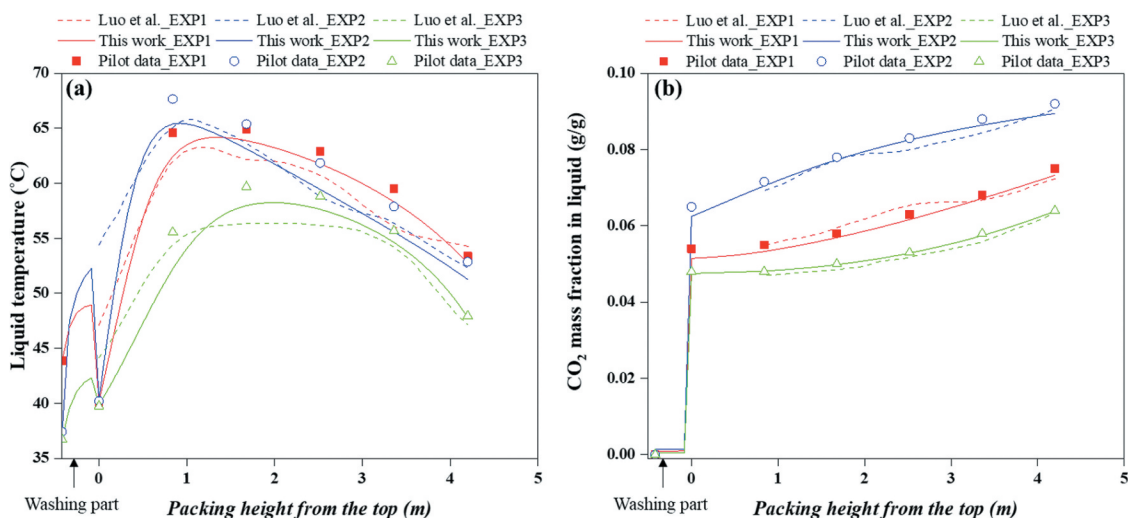 Luo et al._EXP1 Luo et al._EXP2 Luo et al._EXP3
This work_EXP1 This work_EXP2 This work_EXP3
Pilot data_EXP1 Pilot data_EXP2 Pilot data_EXP3
(a)
70
65
60
55
50
45
40
35
Liquid temperature (°C)
0 1 2 3 4 5
Washing part
Packing height from the top (m)
Luo et al._EXP1 Luo et al._EXP2 Luo et al._EXP3
This work_EXP1 This work_EXP2 This work_EXP3
Pilot data_EXP1 Pilot data_EXP2 Pilot data_EXP3
(b)
0.10
0.08
0.06
0.04
0.02
0.00
CO₂ mass fraction in liquid (g/g)
0 1 2 3 4 5
Washing part
Packing height from the top (m)